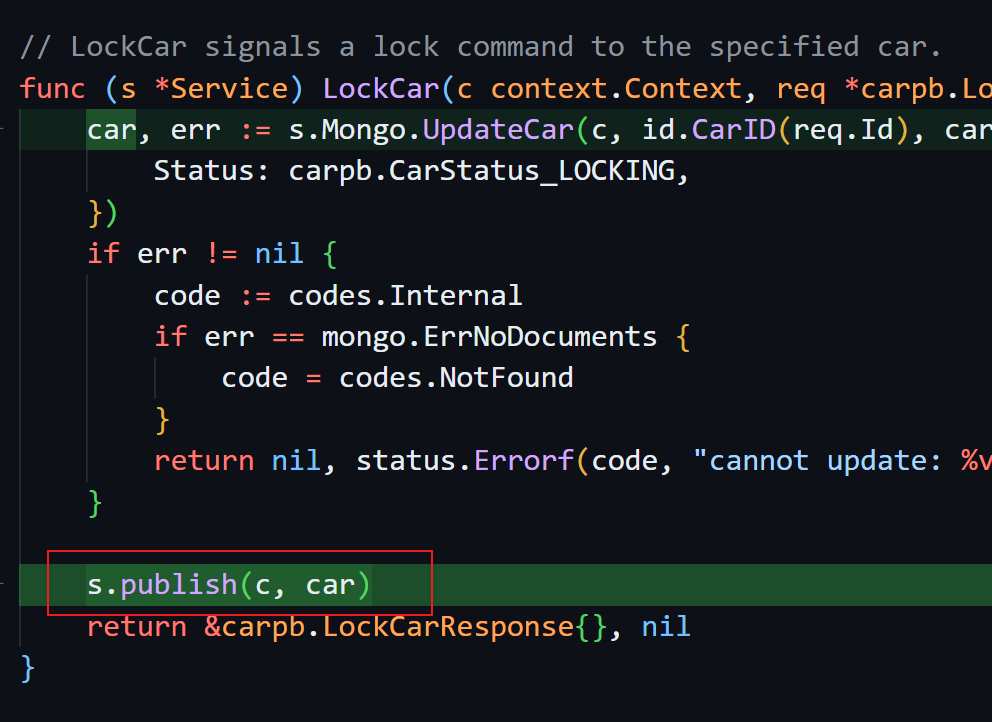 // LockCar signals a lock command to the specified car.
func (s *Service) LockCar(c context.Context, req *carpb.Lo
car, err := s.Mongo.UpdateCar(c, id.CarID(req.Id), car
Status: carpb.CarStatus_LOCKING,
})
if err != nil {
code := codes.Internal
if err == mongo.ErrNoDocuments {
code = codes.NotFound
}
return nil, status.Errorf(code, "cannot update: %v
}
s.publish(c, car)
return &carpb.LockCarResponse{}, nil
}